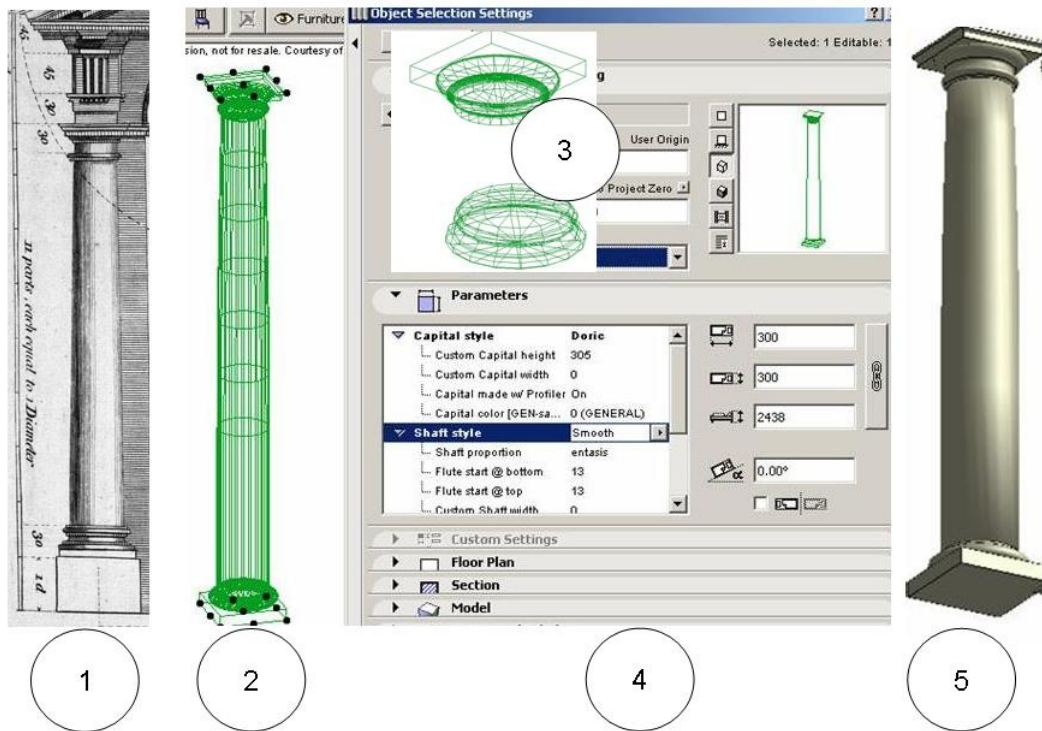 45
45
30
30
11 parts, each equal to 1 Diameter
30
1 d
Furniture
sion, not for resale. Courtesy of
Object Selection Settings
?
Selected: 1 Editable: 1
g
User Origin
Project Zero
3
Parameters
Capital style Doric
Custom Capital height 305
Custom Capital width 0
Capital made w/ Profiler On
Capital color [GEN-sa... 0 (GENERAL)
Shaft style Smooth
Shaft proportion entasis
Flute start @ bottom 13
Flute start @ top 13
Custom Shaft width 0
300
300
2438
α 0.00°
Custom Settings
Floor Plan
Section
Model
1
2
4
5